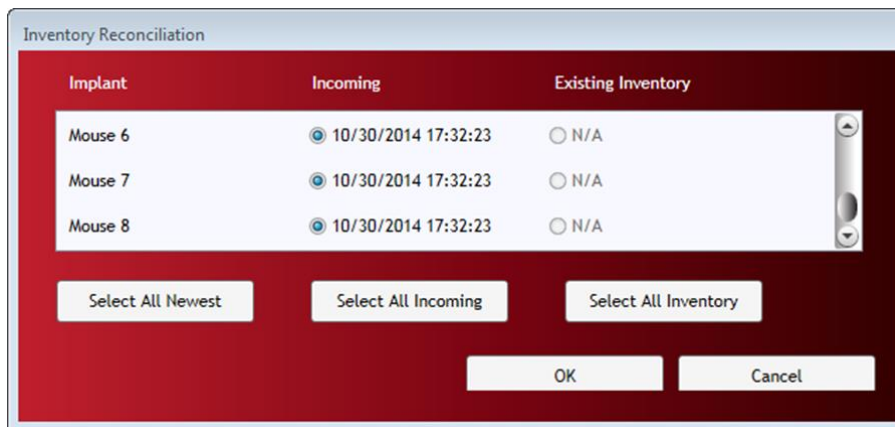 Inventory Reconciliation
Implant Incoming Existing Inventory
Mouse 6 10/30/2014 17:32:23 N/A
Mouse 7 10/30/2014 17:32:23 N/A
Mouse 8 10/30/2014 17:32:23 N/A
Select All Newest Select All Incoming Select All Inventory
OK Cancel